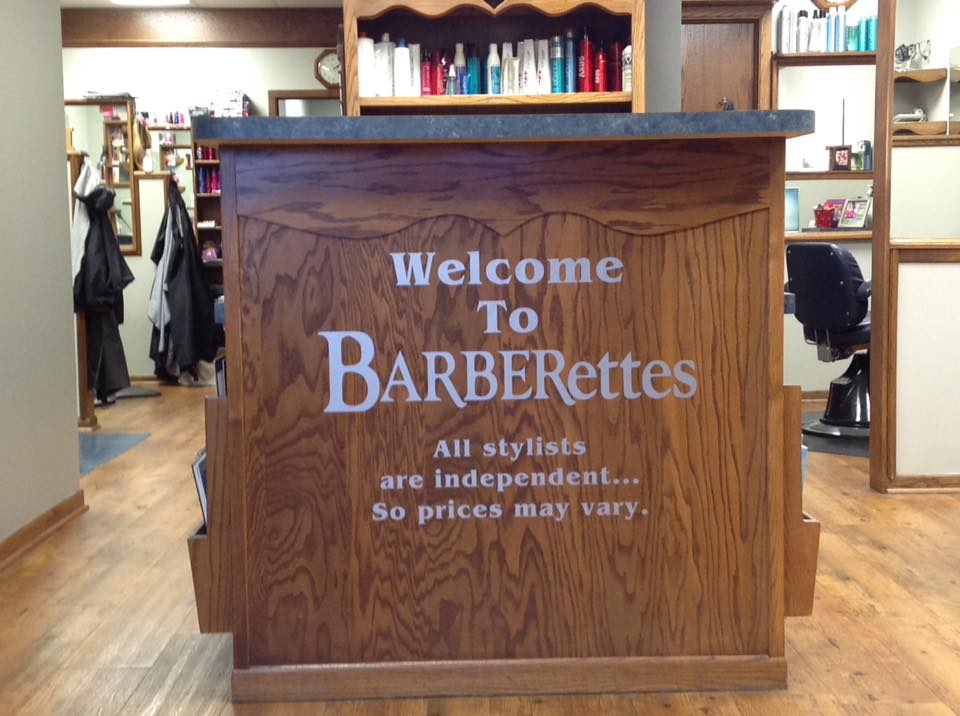 Welcome
To
BARBERettes
All stylists
are independent...
So prices may vary.